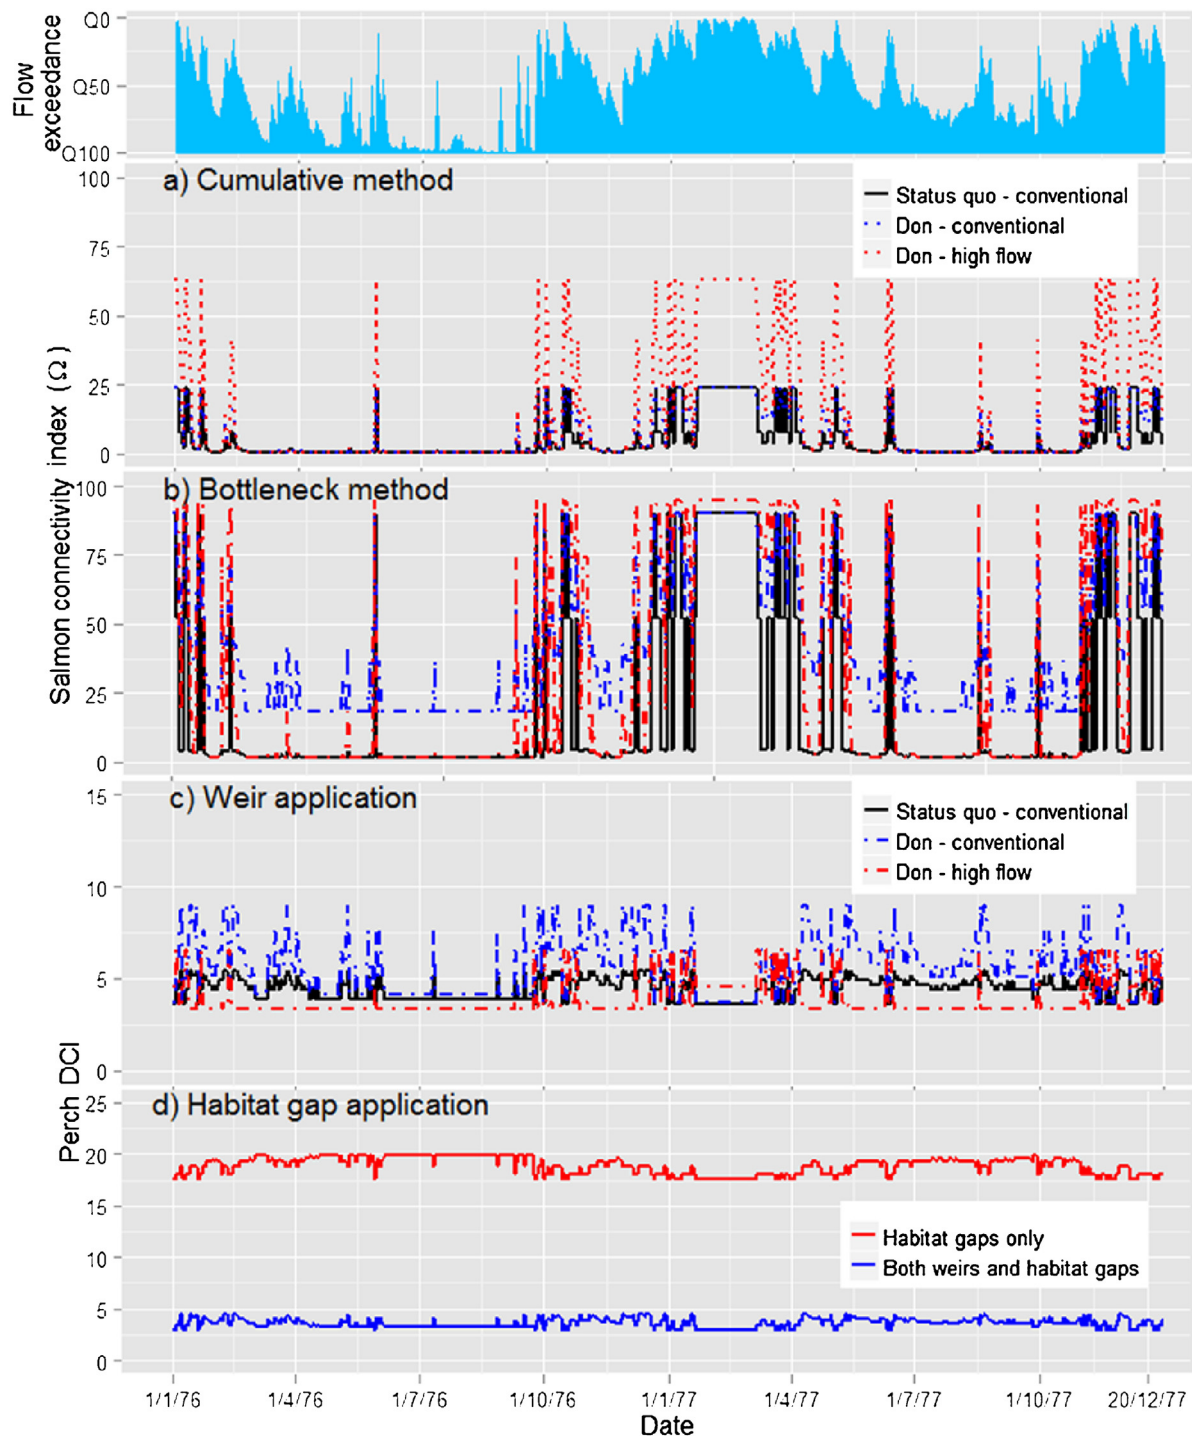 Flow
exceedance
Q0
Q50
Q100
a) Cumulative method
100
75
50
25
0
Status quo - conventional
Don - conventional
Don - high flow
Salmon connectivity index (Ω)
b) Bottleneck method
100
75
50
25
0
c) Weir application
15
10
5
0
Status quo - conventional
Don - conventional
Don - high flow
Perch DCI
d) Habitat gap application
25
20
15
10
5
0
Habitat gaps only
Both weirs and habitat gaps
1/1/76 1/4/76 1/7/76 1/10/76 1/1/77 1/4/77 1/7/77 1/10/77 20/12/77
Date